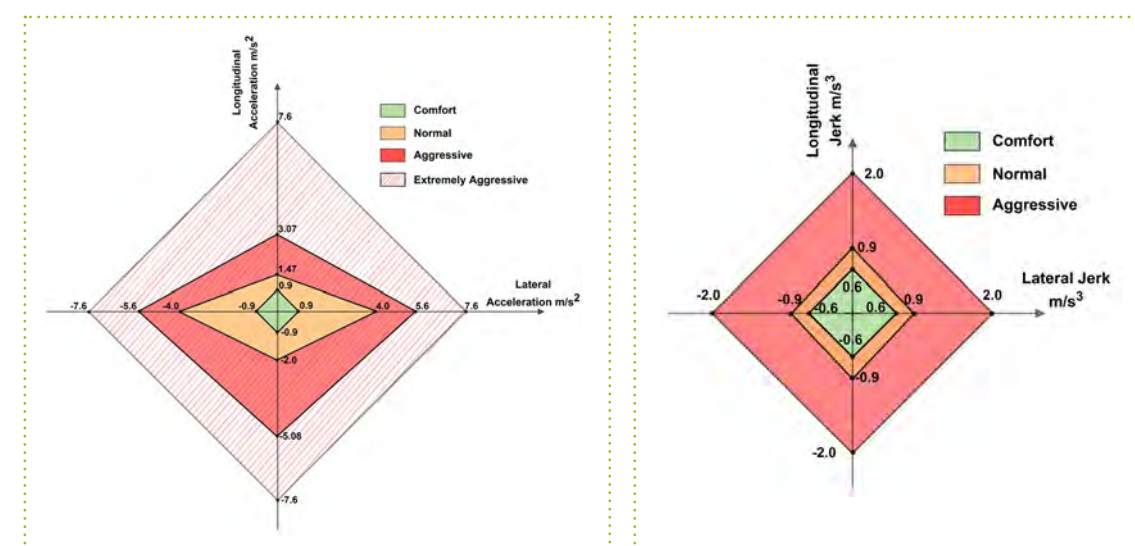 Longitudinal
Acceleration m/s2
7.6
Comfort
Normal
Aggressive
Extremely Aggressive
3.07
1.47
0.9
Lateral
Acceleration m/s2
-7.6
-5.6
-4.0
-0.9
0.9
4.0
5.6
7.6
-0.9
-2.0
-5.08
-7.6
Longitudinal
Jerk m/s3
Comfort
Normal
Aggressive
2.0
0.9
0.6
Lateral Jerk
m/s3
-2.0
-0.9
-0.6
0.6
0.9
2.0
-0.6
-0.9
-2.0